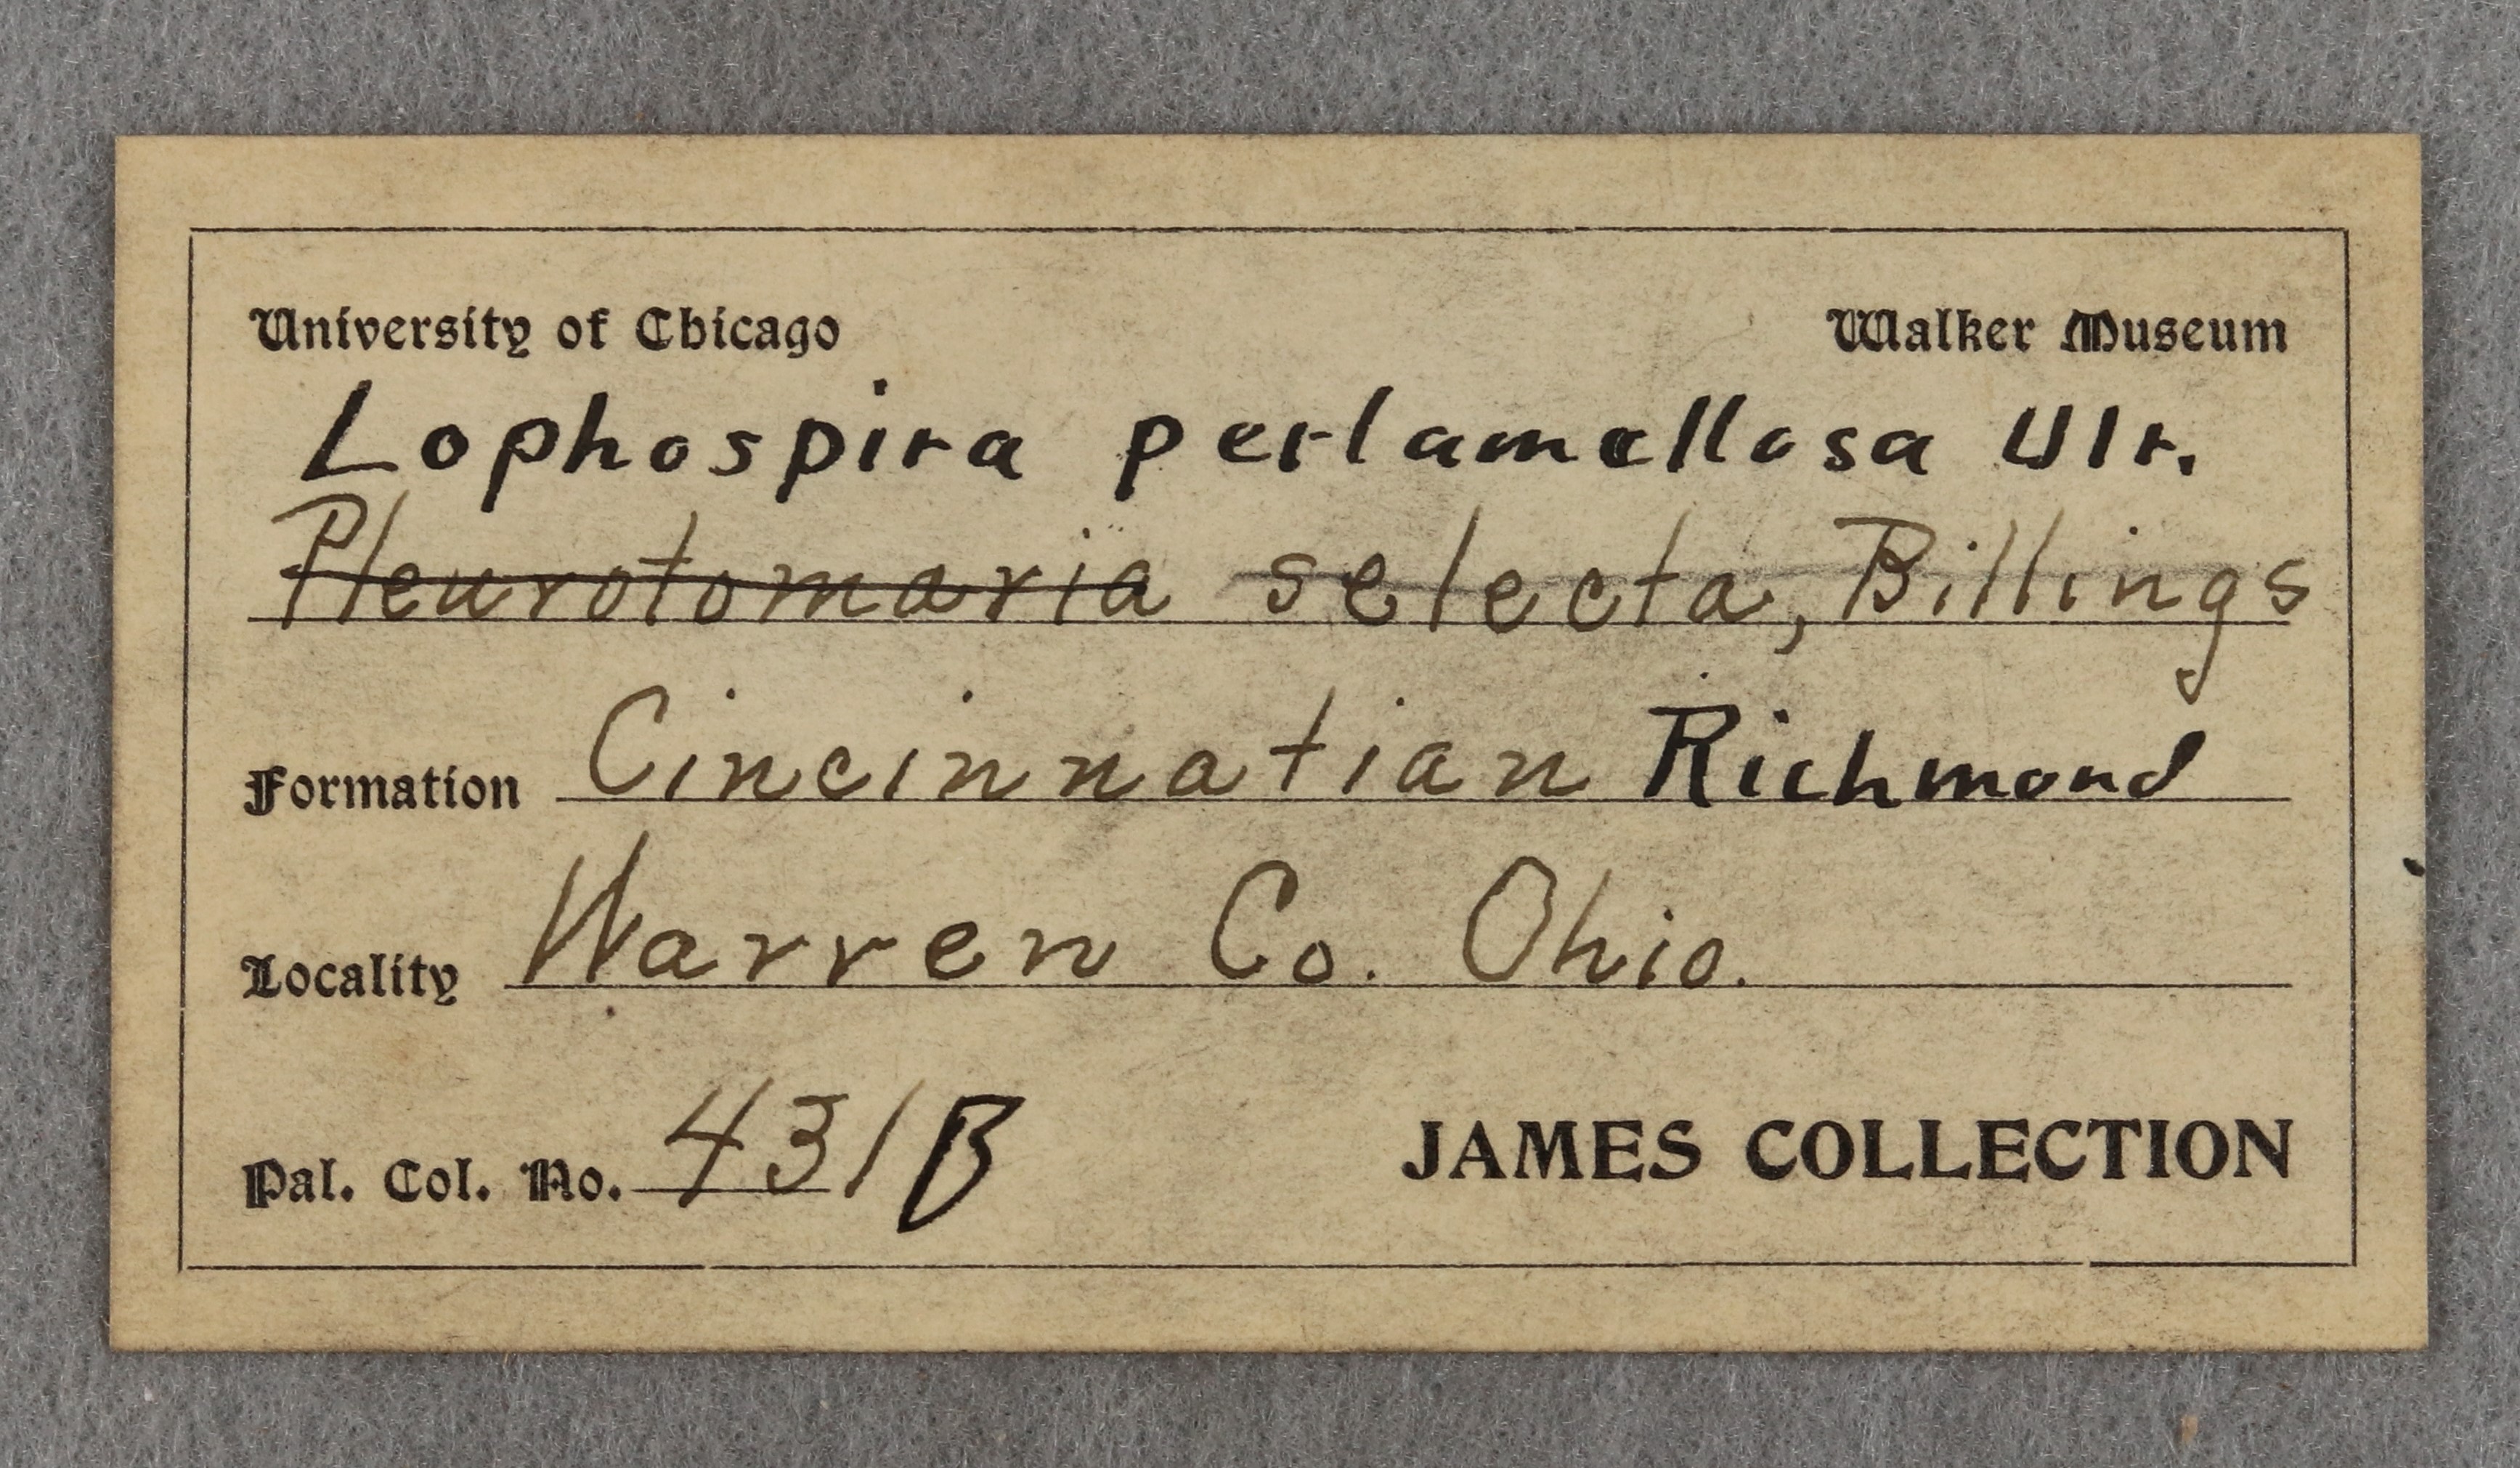 University of Chicago Walker Museum
Lophospira perlamellosa Ulr.
Pleurotomaria selecta, Billings
Formation Cincinnatian Richmond
Locality Warren Co. Ohio.
Pal. Col. No. 431B JAMES COLLECTION